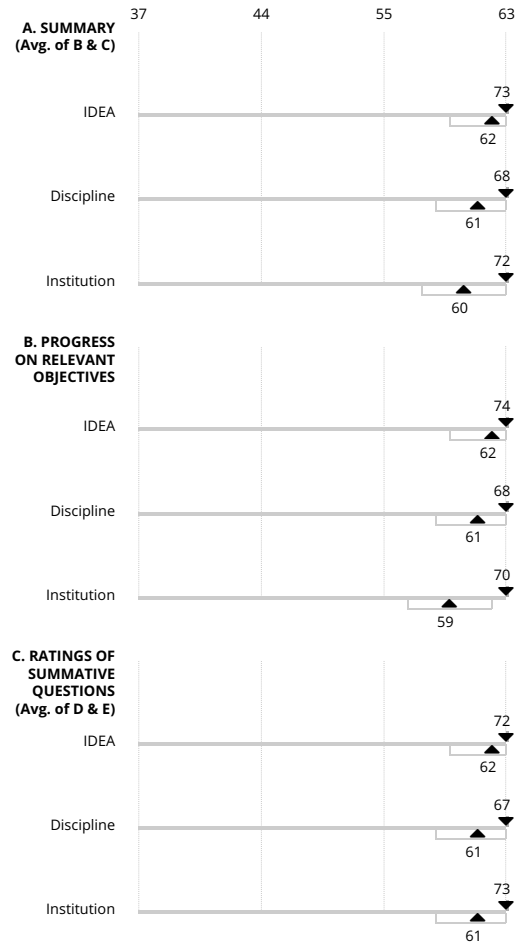 37 44 55 63
A. SUMMARY
(Avg. of B & C)
73
IDEA
62
68
Discipline
61
72
Institution
60
B. PROGRESS
ON RELEVANT
OBJECTIVES
74
IDEA
62
68
Discipline
61
70
Institution
59
C. RATINGS OF
SUMMATIVE
QUESTIONS
(Avg. of D & E)
72
IDEA
62
67
Discipline
61
73
Institution
61